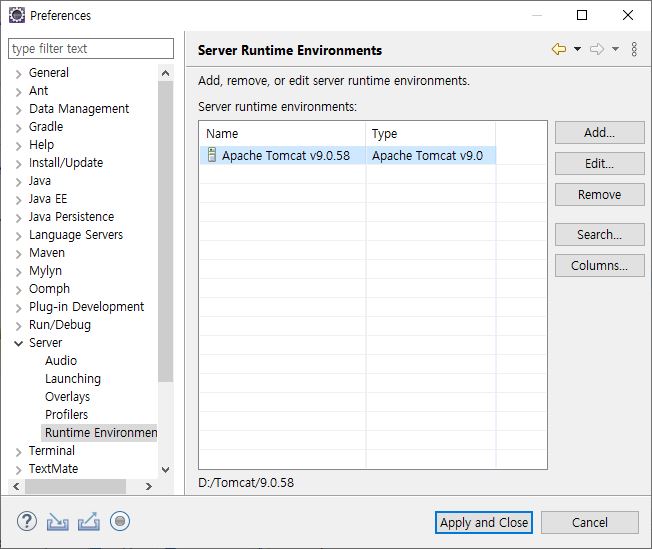 Preferences
type filter text
General
Ant
Data Management
Gradle
Help
Install/Update
Java
Java EE
Java Persistence
Language Servers
Maven
Mylyn
Oomph
Plug-in Development
Run/Debug
Server
Audio
Launching
Overlays
Profilers
Runtime Environmen
Terminal
TextMate
Server Runtime Environments
Add, remove, or edit server runtime environments.
Server runtime environments:
Name Type
Apache Tomcat v9.0.58 Apache Tomcat v9.0
D:/Tomcat/9.0.58
Add...
Edit...
Remove
Search...
Columns...
Apply and Close Cancel